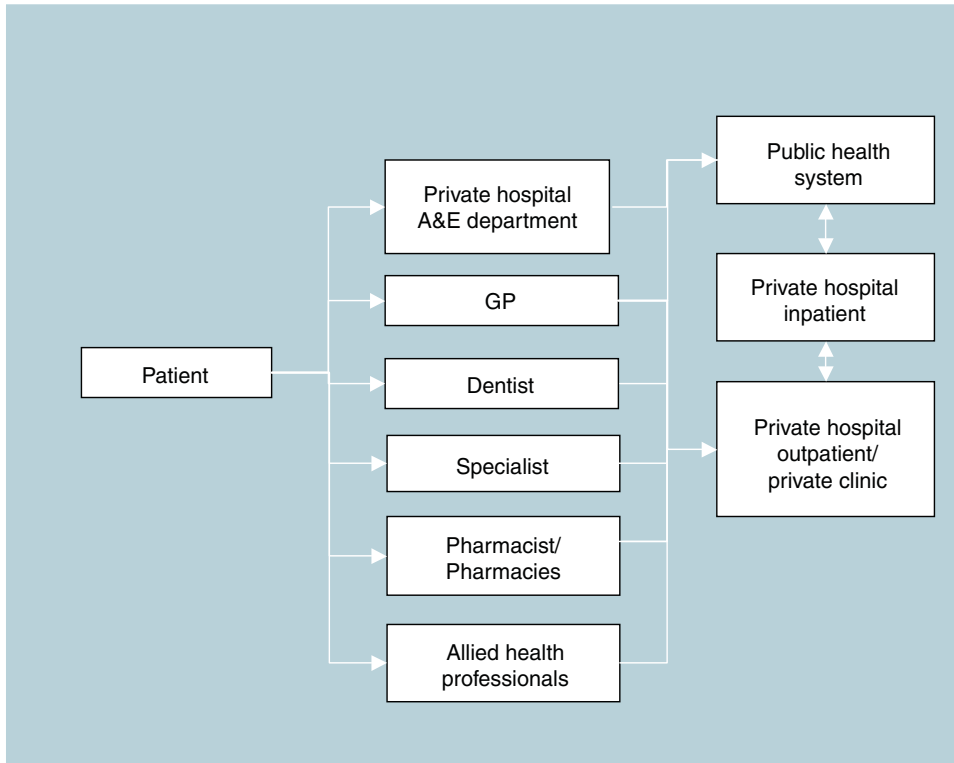 Patient
Private hospital
A&E department
GP
Dentist
Specialist
Pharmacist/
Pharmacies
Allied health
professionals
Public health
system
Private hospital
inpatient
Private hospital
outpatient/
private clinic